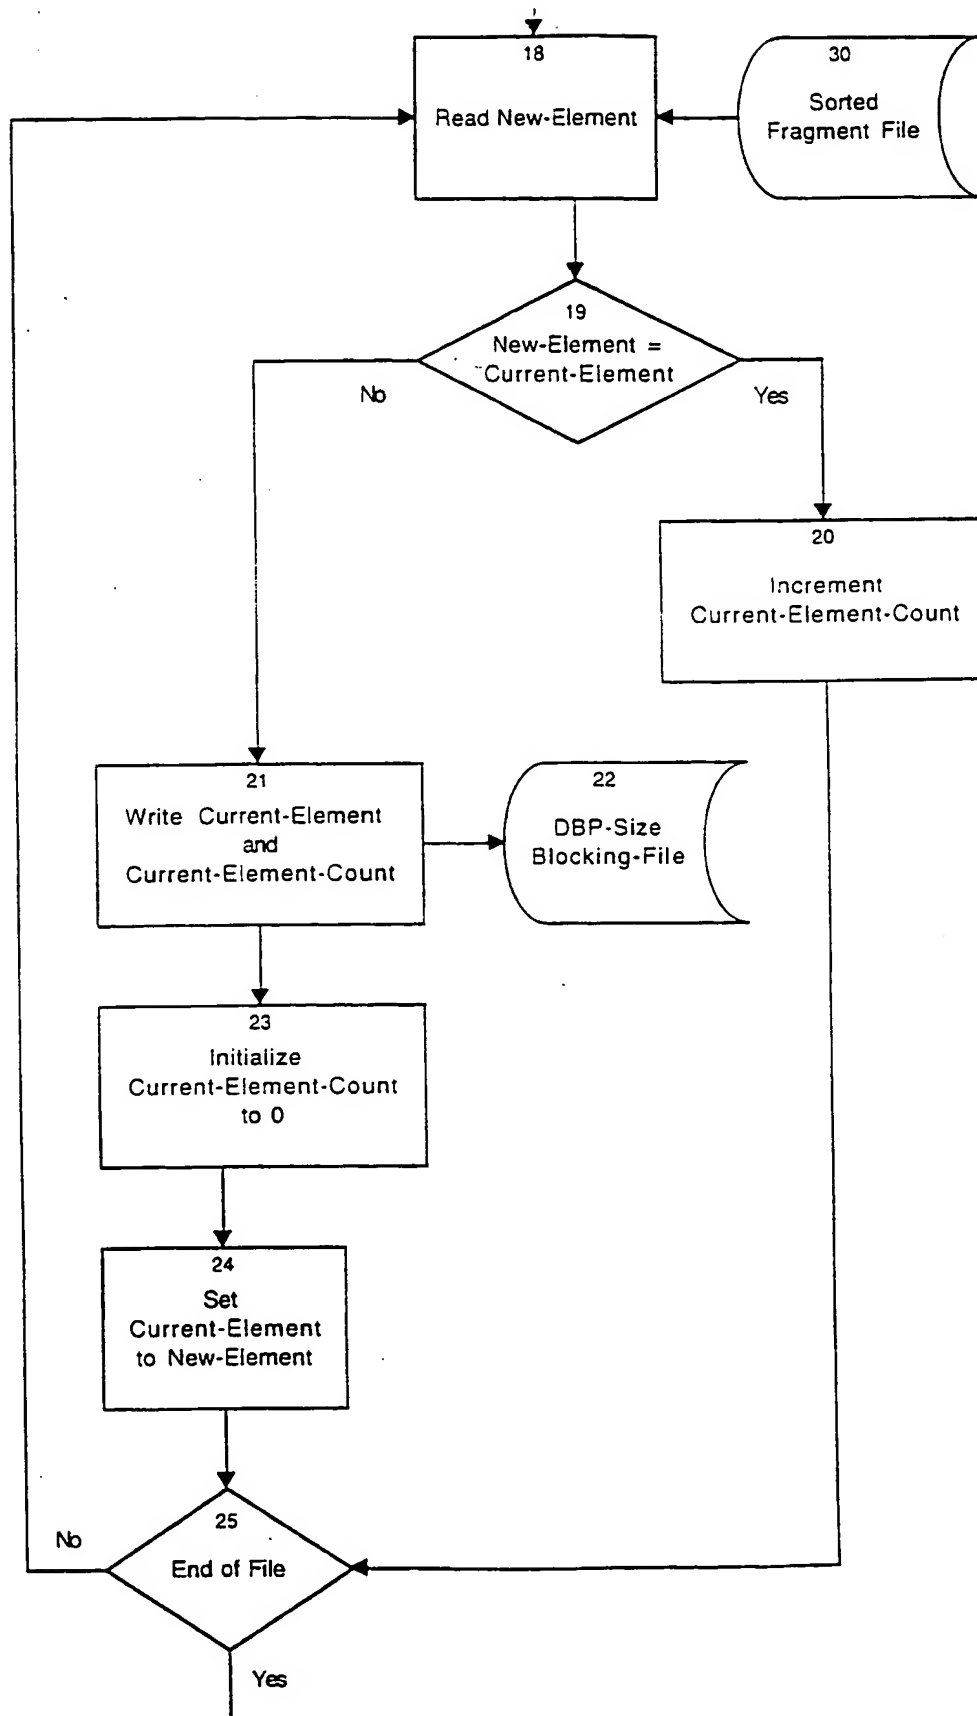 18
Read New-Element
30
Sorted
Fragment File
19
New-Element =
Current-Element
No
Yes
20
Increment
Current-Element-Count
21
Write Current-Element
and
Current-Element-Count
22
DBP-Size
Blocking-File
23
Initialize
Current-Element-Count
to 0
24
Set
Current-Element
to New-Element
25
End of File
No
Yes